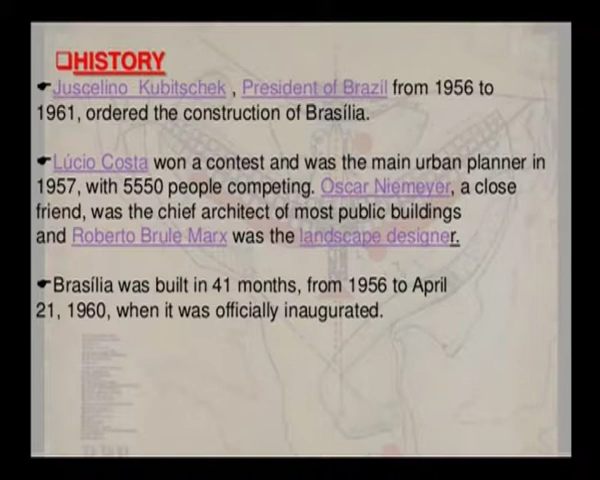 ❑HISTORY
☛Juscelino Kubitschek , President of Brazil from 1956 to
1961, ordered the construction of Brasília.
☛Lúcio Costa won a contest and was the main urban planner in
1957, with 5550 people competing. Oscar Niemeyer, a close
friend, was the chief architect of most public buildings
and Roberto Brule Marx was the landscape designer.
☛Brasília was built in 41 months, from 1956 to April
21, 1960, when it was officially inaugurated.